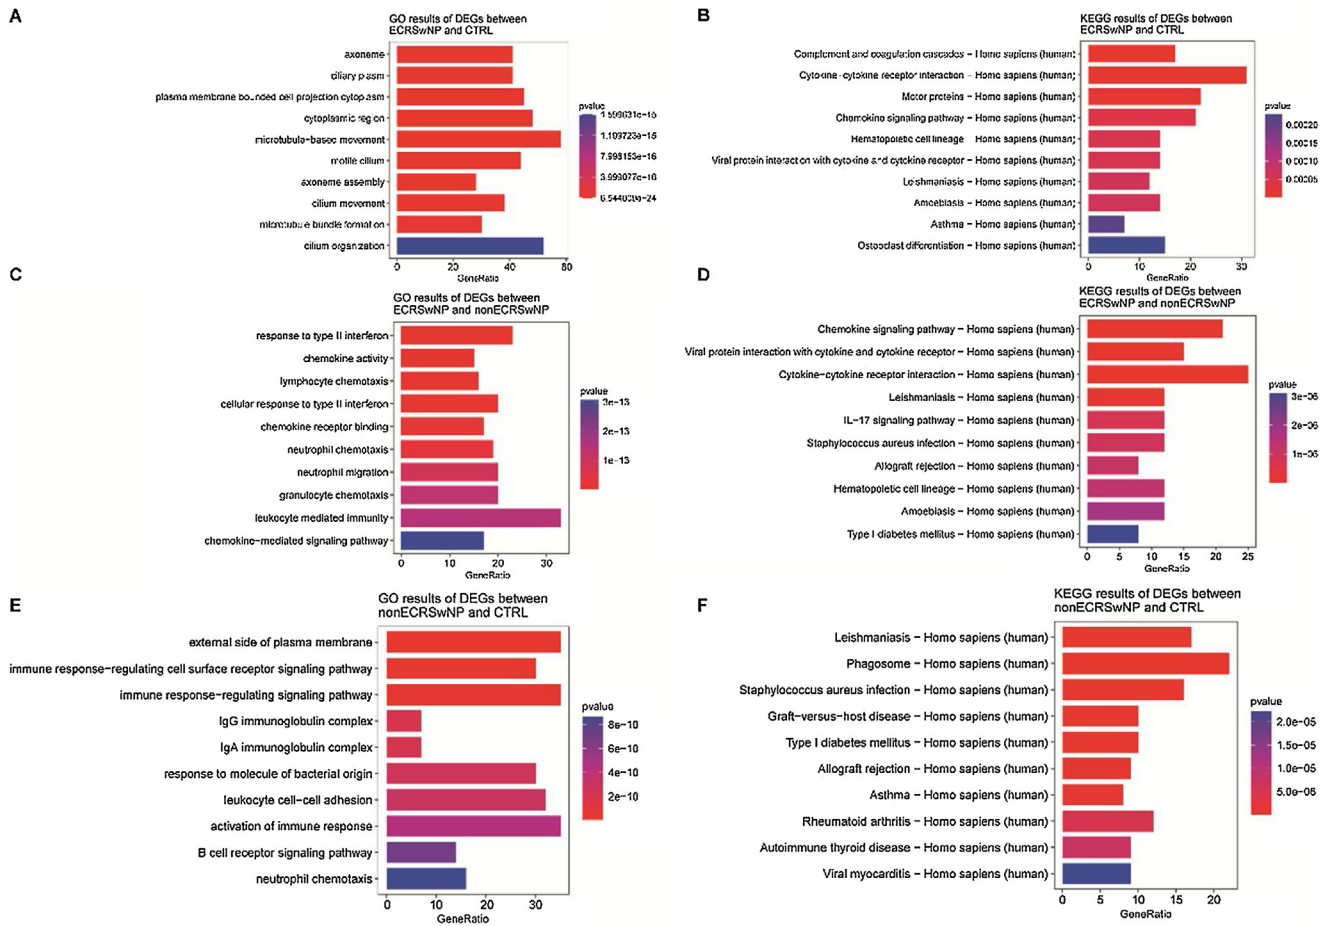 A
GO results of DEGs between
ECRSwNP and CTRL
axoneme
ciliary plasm
plasma membrane bounded cell projection cytoplasm
cytoplasmic region
microtubule-based movement
motile cilium
axoneme assembly
cilium movement
microtubule bundle formation
cilium organization
0 20 40 60
GeneRatio
pvalue
1.199723e-15
7.998153e-16
3.999077e-16
B
KEGG results of DEGs between
ECRSwNP and CTRL
Complement and coagulation cascades − Homo sapiens (human)
Cytokine−cytokine receptor interaction − Homo sapiens (human)
Motor proteins − Homo sapiens (human)
Chemokine signaling pathway − Homo sapiens (human)
Hematopoietic cell lineage − Homo sapiens (human)
Viral protein interaction with cytokine and cytokine receptor − Homo sapiens (human)
Leishmaniasis − Homo sapiens (human)
Amoebiasis − Homo sapiens (human)
Asthma − Homo sapiens (human)
Osteoclast differentiation − Homo sapiens (human)
0 10 20 30
GeneRatio
pvalue
0.00020
0.00015
0.00010
0.00005
C
GO results of DEGs between
ECRSwNP and nonECRSwNP
response to type II interferon
chemokine activity
lymphocyte chemotaxis
cellular response to type II interferon
chemokine receptor binding
neutrophil chemotaxis
neutrophil migration
granulocyte chemotaxis
leukocyte mediated immunity
chemokine−mediated signaling pathway
0 10 20 30
GeneRatio
pvalue
3e−13
2e−13
1e−13
D
KEGG results of DEGs between
ECRSwNP and nonECRSwNP
Chemokine signaling pathway − Homo sapiens (human)
Viral protein interaction with cytokine and cytokine receptor − Homo sapiens (human)
Cytokine−cytokine receptor interaction − Homo sapiens (human)
Leishmaniasis − Homo sapiens (human)
IL−17 signaling pathway − Homo sapiens (human)
Staphylococcus aureus infection − Homo sapiens (human)
Allograft rejection − Homo sapiens (human)
Hematopoietic cell lineage − Homo sapiens (human)
Amoebiasis − Homo sapiens (human)
Type I diabetes mellitus − Homo sapiens (human)
0 5 10 15 20 25
GeneRatio
pvalue
3e−06
2e−06
1e−06
E
GO results of DEGs between
nonECRSwNP and CTRL
external side of plasma membrane
immune response−regulating cell surface receptor signaling pathway
immune response−regulating signaling pathway
IgG immunoglobulin complex
IgA immunoglobulin complex
response to molecule of bacterial origin
leukocyte cell−cell adhesion
activation of immune response
B cell receptor signaling pathway
neutrophil chemotaxis
0 10 20 30
GeneRatio
pvalue
8e−10
6e−10
4e−10
2e−10
F
KEGG results of DEGs between
nonECRSwNP and CTRL
Leishmaniasis − Homo sapiens (human)
Phagosome − Homo sapiens (human)
Staphylococcus aureus infection − Homo sapiens (human)
Graft−versus−host disease − Homo sapiens (human)
Type I diabetes mellitus − Homo sapiens (human)
Allograft rejection − Homo sapiens (human)
Asthma − Homo sapiens (human)
Rheumatoid arthritis − Homo sapiens (human)
Autoimmune thyroid disease − Homo sapiens (human)
Viral myocarditis − Homo sapiens (human)
0 5 10 15 20
GeneRatio
pvalue
2.0e−05
1.5e−05
1.0e−05
5.0e−06